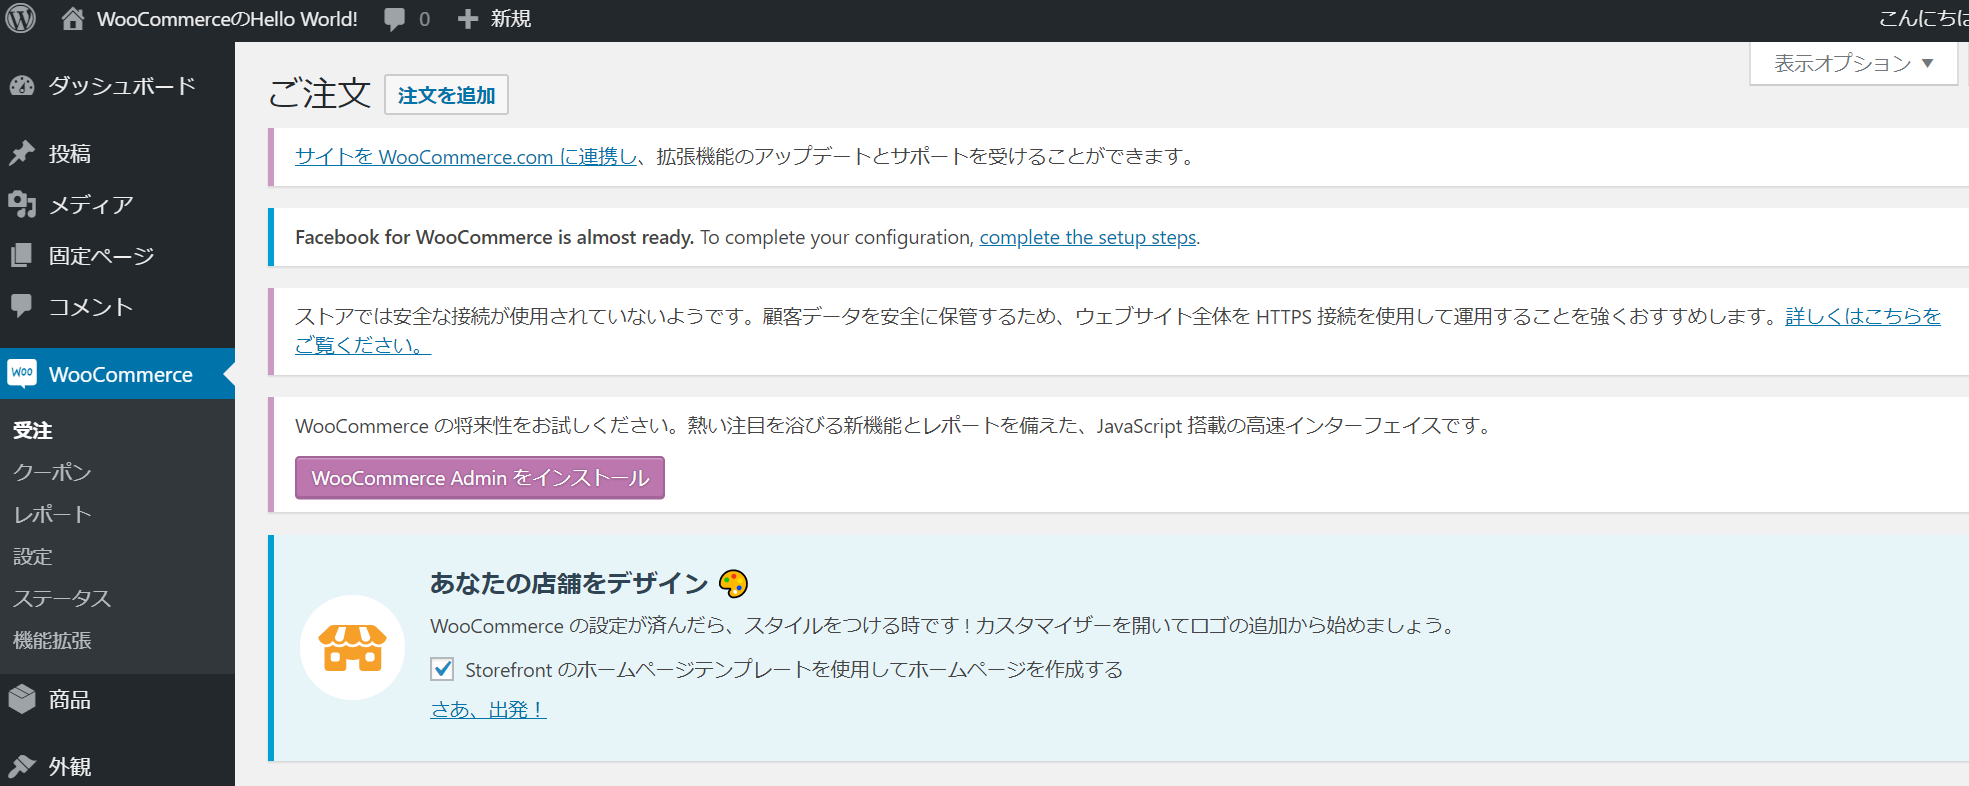 WooCommerceのHello World! 0 新規 こんにちは
ダッシュボード
投稿
メディア
固定ページ
コメント
Woo WooCommerce
受注
クーポン
レポート
設定
ステータス
機能拡張
商品
外観
表示オプション ▼
ご注文 注文を追加
サイトを WooCommerce.com に連携し、拡張機能のアップデートとサポートを受けることができます。
Facebook for WooCommerce is almost ready. To complete your configuration, complete the setup steps.
ストアでは安全な接続が使用されていないようです。顧客データを安全に保管するため、ウェブサイト全体を HTTPS 接続を使用して運用することを強くおすすめします。詳しくはこちらを
ご覧ください。
WooCommerce の将来性をお試しください。熱い注目を浴びる新機能とレポートを備えた、JavaScript 搭載の高速インターフェイスです。
WooCommerce Admin をインストール
あなたの店舗をデザイン 🎨
WooCommerce の設定が済んだら、スタイルをつける時です ! カスタマイザーを開いてロゴの追加から始めましょう。
Storefront のホームページテンプレートを使用してホームページを作成する
さあ、出発！